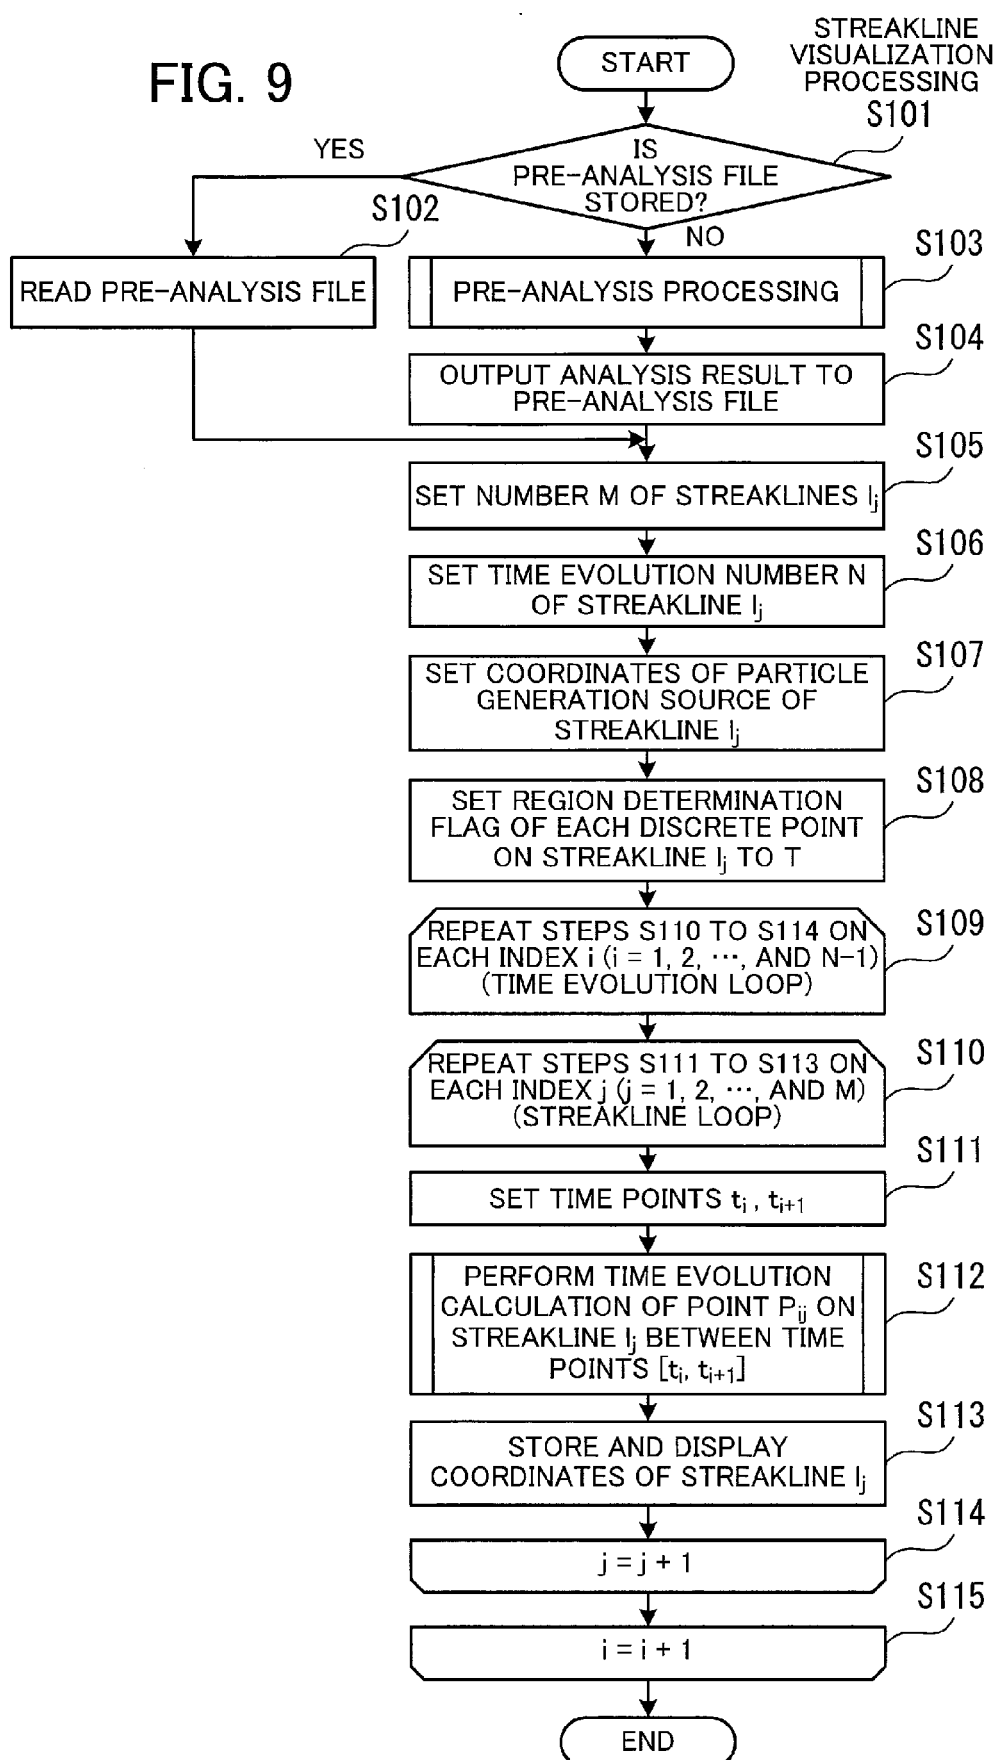 FIG. 9
STREAKLINE
VISUALIZATION
PROCESSING
START
S101
IS
PRE-ANALYSIS FILE
STORED?
YES
NO
S102
READ PRE-ANALYSIS FILE
S103
PRE-ANALYSIS PROCESSING
S104
OUTPUT ANALYSIS RESULT TO
PRE-ANALYSIS FILE
S105
SET NUMBER M OF STREAKLINES lj
S106
SET TIME EVOLUTION NUMBER N
OF STREAKLINE lj
S107
SET COORDINATES OF PARTICLE
GENERATION SOURCE OF
STREAKLINE lj
S108
SET REGION DETERMINATION
FLAG OF EACH DISCRETE POINT
ON STREAKLINE lj TO T
S109
REPEAT STEPS S110 TO S114 ON
EACH INDEX i (i = 1, 2, ⋯, AND N-1)
(TIME EVOLUTION LOOP)
S110
REPEAT STEPS S111 TO S113 ON
EACH INDEX j (j = 1, 2, ⋯, AND M)
(STREAKLINE LOOP)
S111
SET TIME POINTS ti, ti+1
S112
PERFORM TIME EVOLUTION
CALCULATION OF POINT Pij ON
STREAKLINE lj BETWEEN TIME
POINTS [ti, ti+1]
S113
STORE AND DISPLAY
COORDINATES OF STREAKLINE lj
S114
j = j + 1
S115
i = i + 1
END